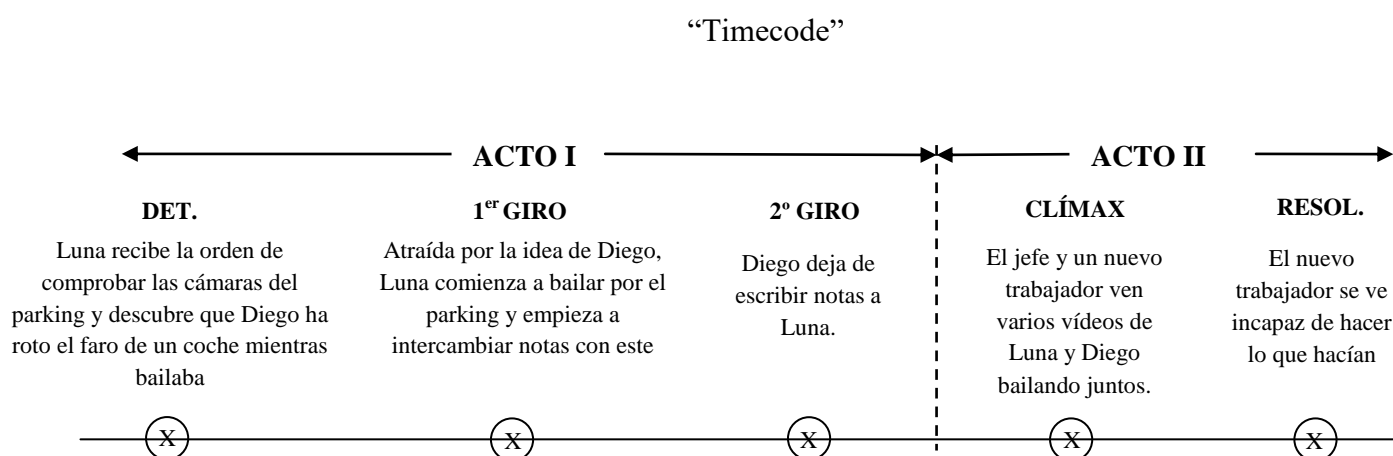 “Timecode”
ACTO I
ACTO II
DET.
Luna recibe la orden de
comprobar las cámaras del
parking y descubre que Diego ha
roto el faro de un coche mientras
bailaba
1er GIRO
Atraída por la idea de Diego,
Luna comienza a bailar por el
parking y empieza a
intercambiar notas con este
2º GIRO
Diego deja de
escribir notas a
Luna.
CLÍMAX
El jefe y un nuevo
trabajador ven
varios vídeos de
Luna y Diego
bailando juntos.
RESOL.
El nuevo
trabajador se ve
incapaz de hacer
lo que hacían
X
X
X
X
X